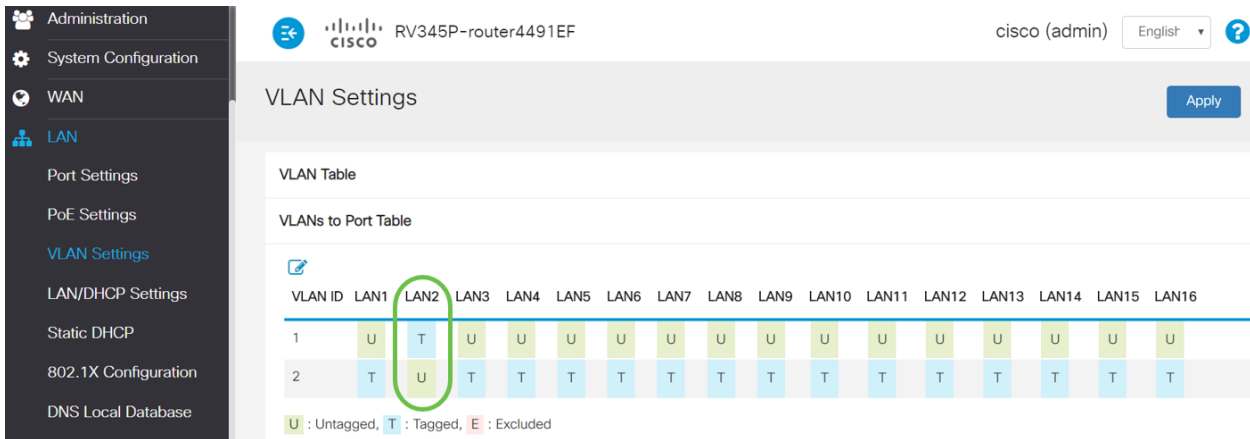 Administration
System Configuration
WAN
LAN
Port Settings
PoE Settings
VLAN Settings
LAN/DHCP Settings
Static DHCP
802.1X Configuration
DNS Local Database
CISCO RV345P-router4491EF cisco (admin) English ?
VLAN Settings Apply
VLAN Table
VLANs to Port Table
VLAN ID LAN1 LAN2 LAN3 LAN4 LAN5 LAN6 LAN7 LAN8 LAN9 LAN10 LAN11 LAN12 LAN13 LAN14 LAN15 LAN16
1 U T U U U U U U U U U U U U U U
2 T U T T T T T T T T T T T T T T
U : Untagged, T : Tagged, E : Excluded